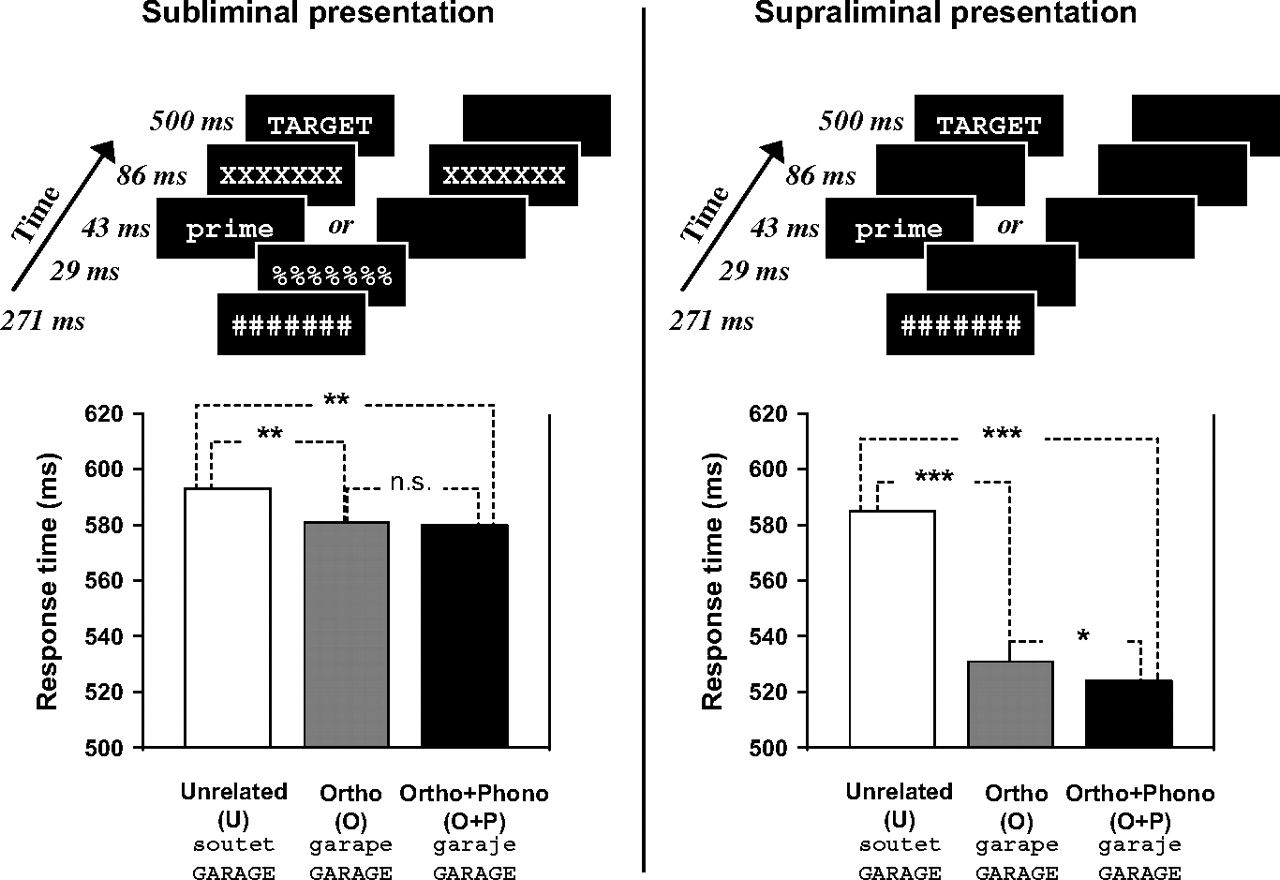 Subliminal presentation
500 ms
TARGET
86 ms
XXXXXXX
XXXXXXX
43 ms
prime
or
29 ms
%%%%%%%
271 ms
#######
Time
620
600
580
560
540
520
500
Response time (ms)
**
**
n.s.
Unrelated
(U)
soutet
GARAGE
Ortho
(O)
garape
GARAGE
Ortho+Phono
(O+P)
garaje
GARAGE
Supraliminal presentation
500 ms
TARGET
86 ms
43 ms
prime
or
29 ms
271 ms
#######
Time
620
600
580
560
540
520
500
Response time (ms)
***
***
*
Unrelated
(U)
soutet
GARAGE
Ortho
(O)
garape
GARAGE
Ortho+Phono
(O+P)
garaje
GARAGE